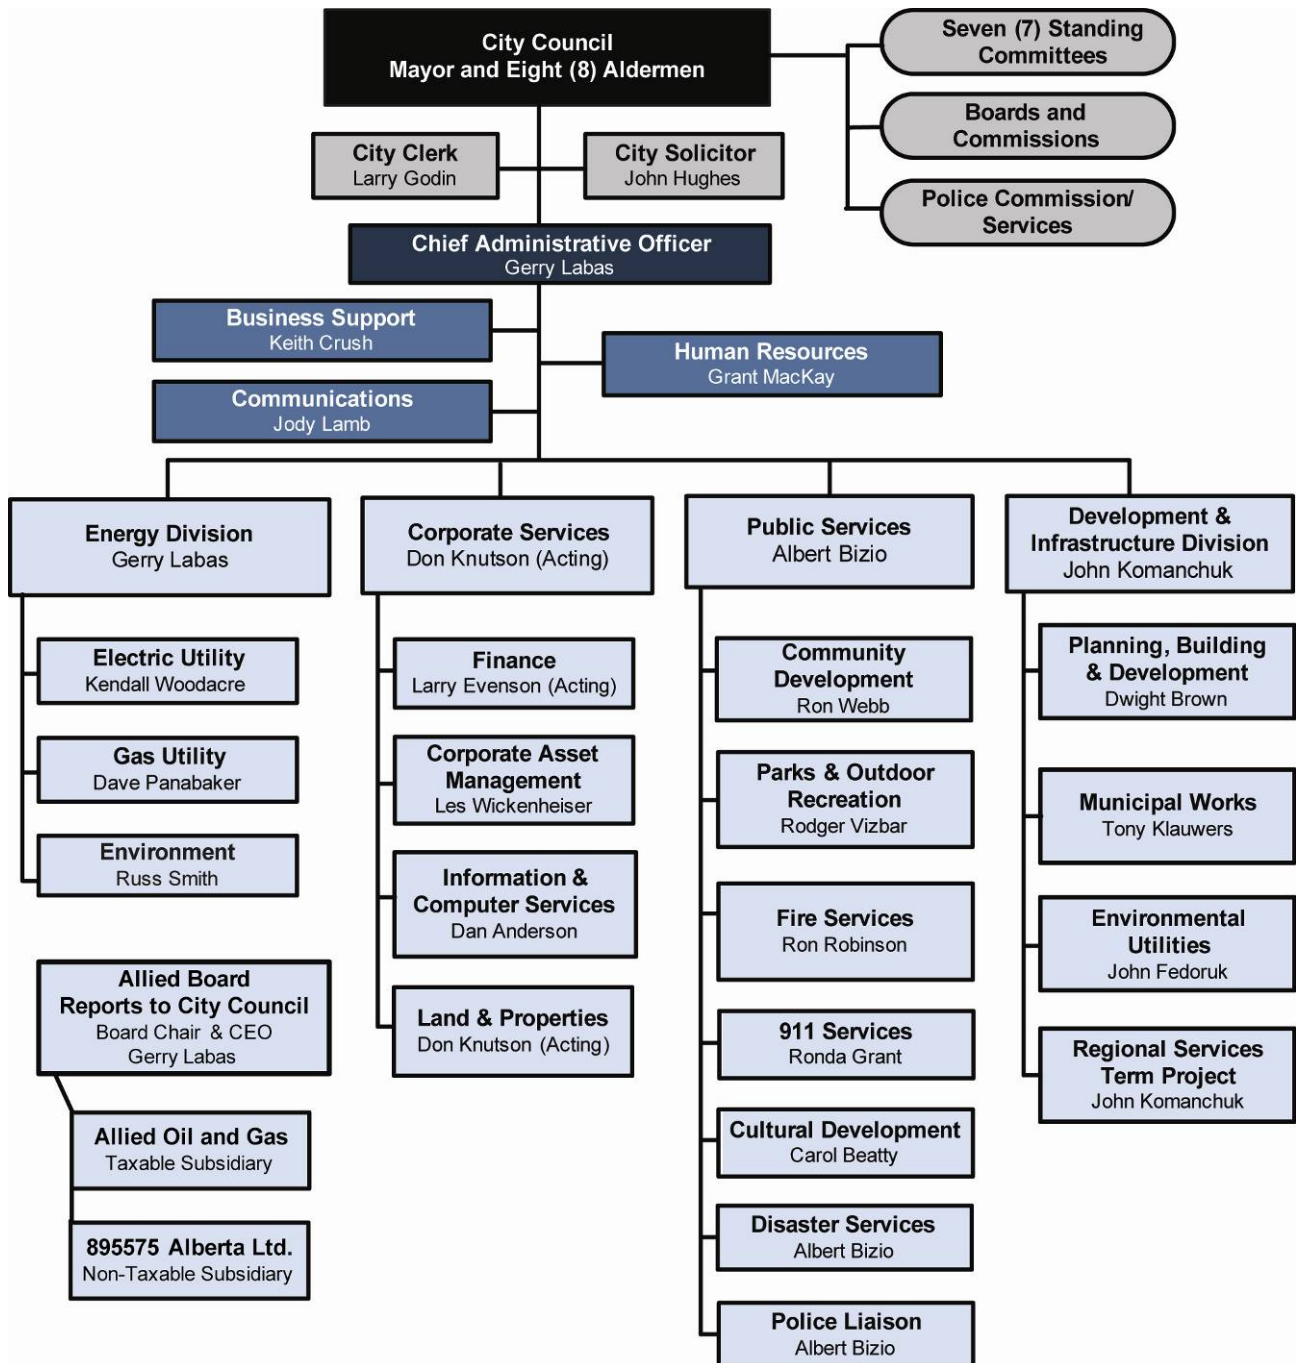 City Council
Mayor and Eight (8) Aldermen
Seven (7) Standing
Committees
Boards and
Commissions
Police Commission/
Services
City Clerk
Larry Godin
City Solicitor
John Hughes
Chief Administrative Officer
Gerry Labas
Business Support
Keith Crush
Human Resources
Grant MacKay
Communications
Jody Lamb
Energy Division
Gerry Labas
Electric Utility
Kendall Woodacre
Gas Utility
Dave Panabaker
Environment
Russ Smith
Allied Board
Reports to City Council
Board Chair & CEO
Gerry Labas
Allied Oil and Gas
Taxable Subsidiary
895575 Alberta Ltd.
Non-Taxable Subsidiary
Corporate Services
Don Knutson (Acting)
Finance
Larry Evenson (Acting)
Corporate Asset
Management
Les Wickenheiser
Information &
Computer Services
Dan Anderson
Land & Properties
Don Knutson (Acting)
Public Services
Albert Bizio
Community
Development
Ron Webb
Parks & Outdoor
Recreation
Rodger Vizbar
Fire Services
Ron Robinson
911 Services
Ronda Grant
Cultural Development
Carol Beatty
Disaster Services
Albert Bizio
Police Liaison
Albert Bizio
Development &
Infrastructure Division
John Komanchuk
Planning, Building
& Development
Dwight Brown
Municipal Works
Tony Klauwers
Environmental
Utilities
John Fedoruk
Regional Services
Term Project
John Komanchuk